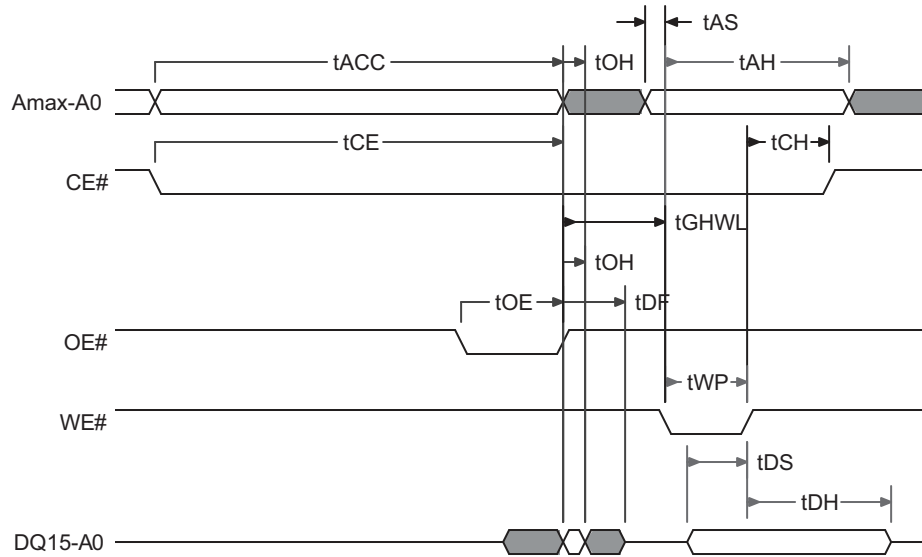 tAS
tACC
tOH
tAH
Amax-A0
tCE
tCH
CE#
tGHWL
tOH
tOE
tDF
OE#
tWP
WE#
tDS
tDH
DQ15-A0